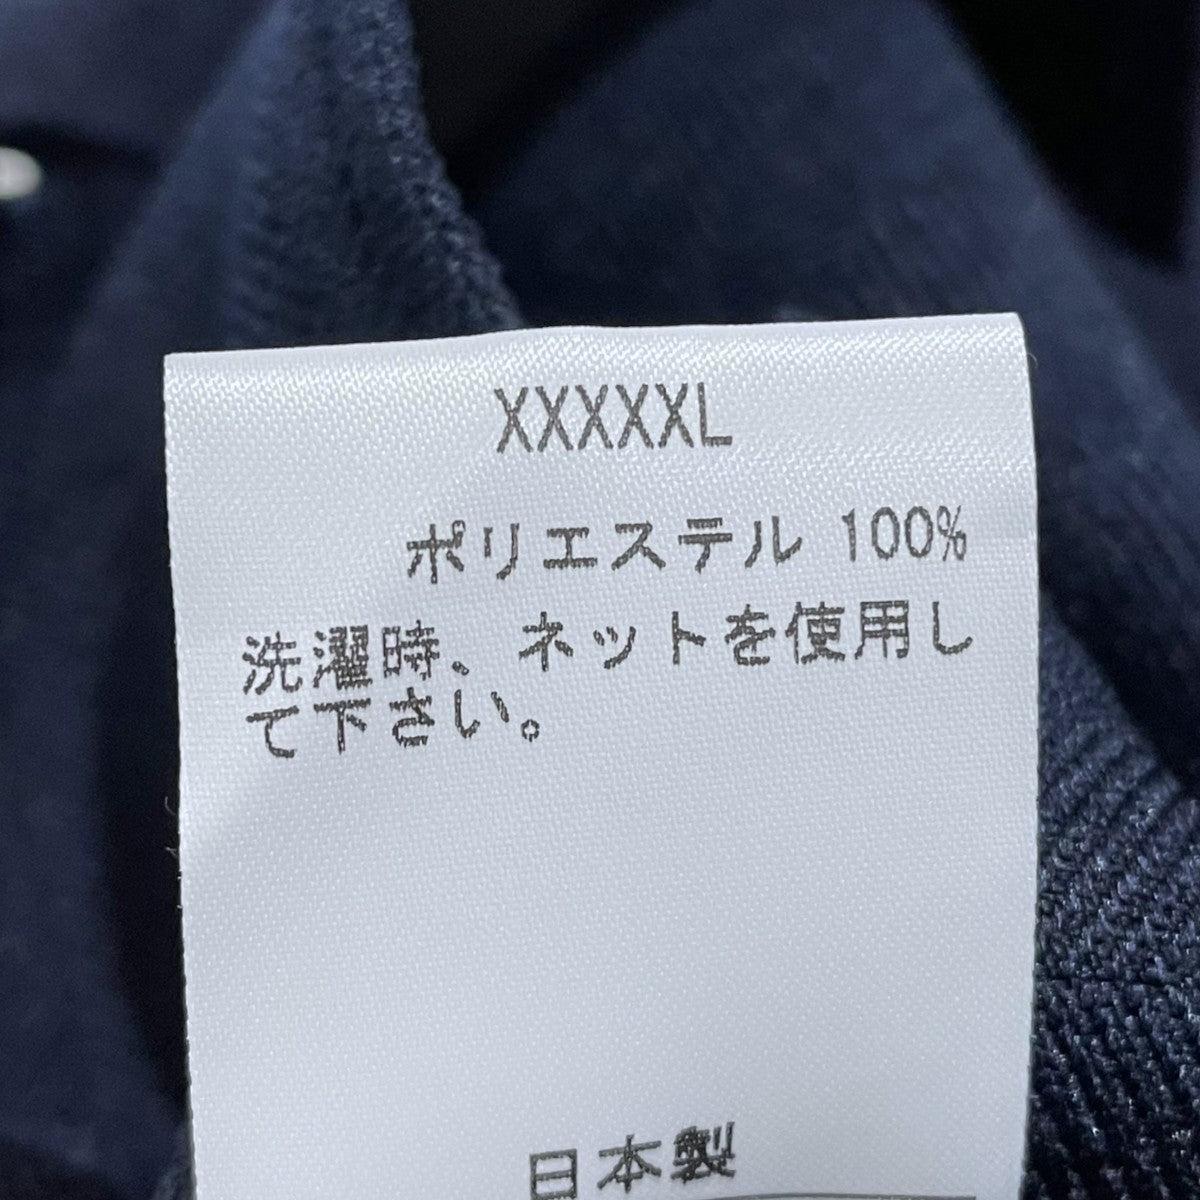 XXXXXL
ポリエステル 100%
洗濯時、ネットを使用し
て下さい。
日本製